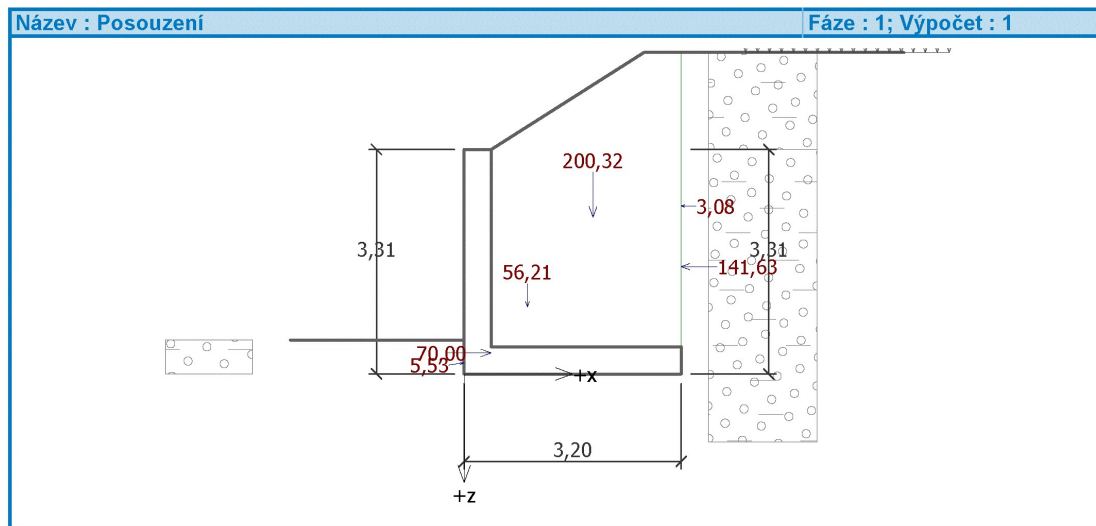 Název : Posouzení
Fáze : 1; Výpočet : 1
200,32
3,08
3,31
3,31
141,63
56,21
70,00
5,53
+x
3,20
+z